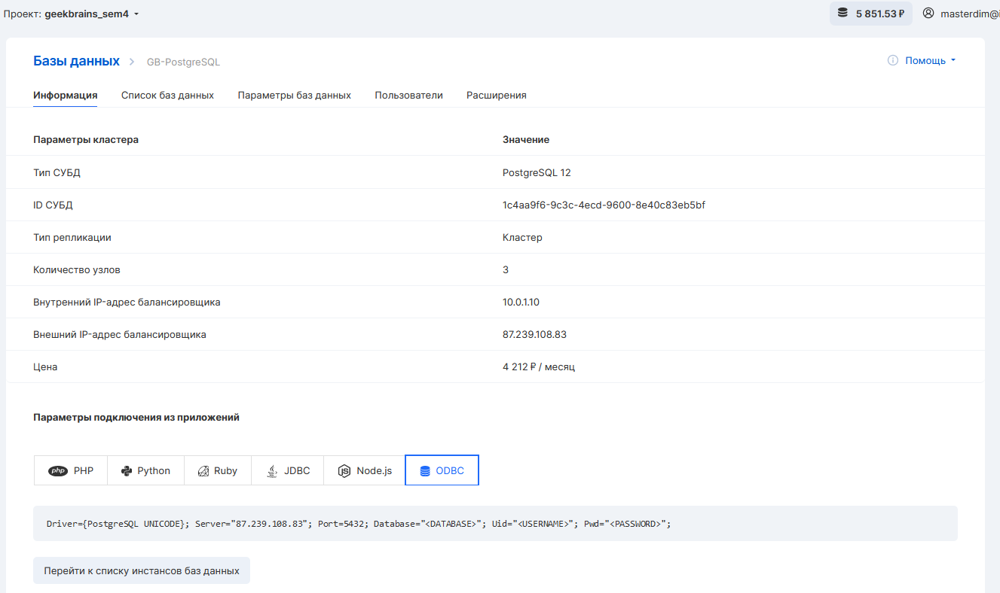 Проект: geekbrains_sem4
5 851.53 ₽
masterdim@
Базы данных > GB-PostgreSQL
Помощь
Информация Список баз данных Параметры баз данных Пользователи Расширения
Параметры кластера Значение
Тип СУБД PostgreSQL 12
ID СУБД 1c4aa9f6-9c3c-4ecd-9600-8e40c83eb5bf
Тип репликации Кластер
Количество узлов 3
Внутренний IP-адрес балансировщика 10.0.1.10
Внешний IP-адрес балансировщика 87.239.108.83
Цена 4 212 ₽ / месяц
Параметры подключения из приложений
php PHP Python Ruby JDBC Node.js ODBC
Driver={PostgreSQL UNICODE}; Server="87.239.108.83"; Port=5432; Database="<DATABASE>"; Uid="<USERNAME>"; Pwd="<PASSWORD>";
Перейти к списку инстансов баз данных